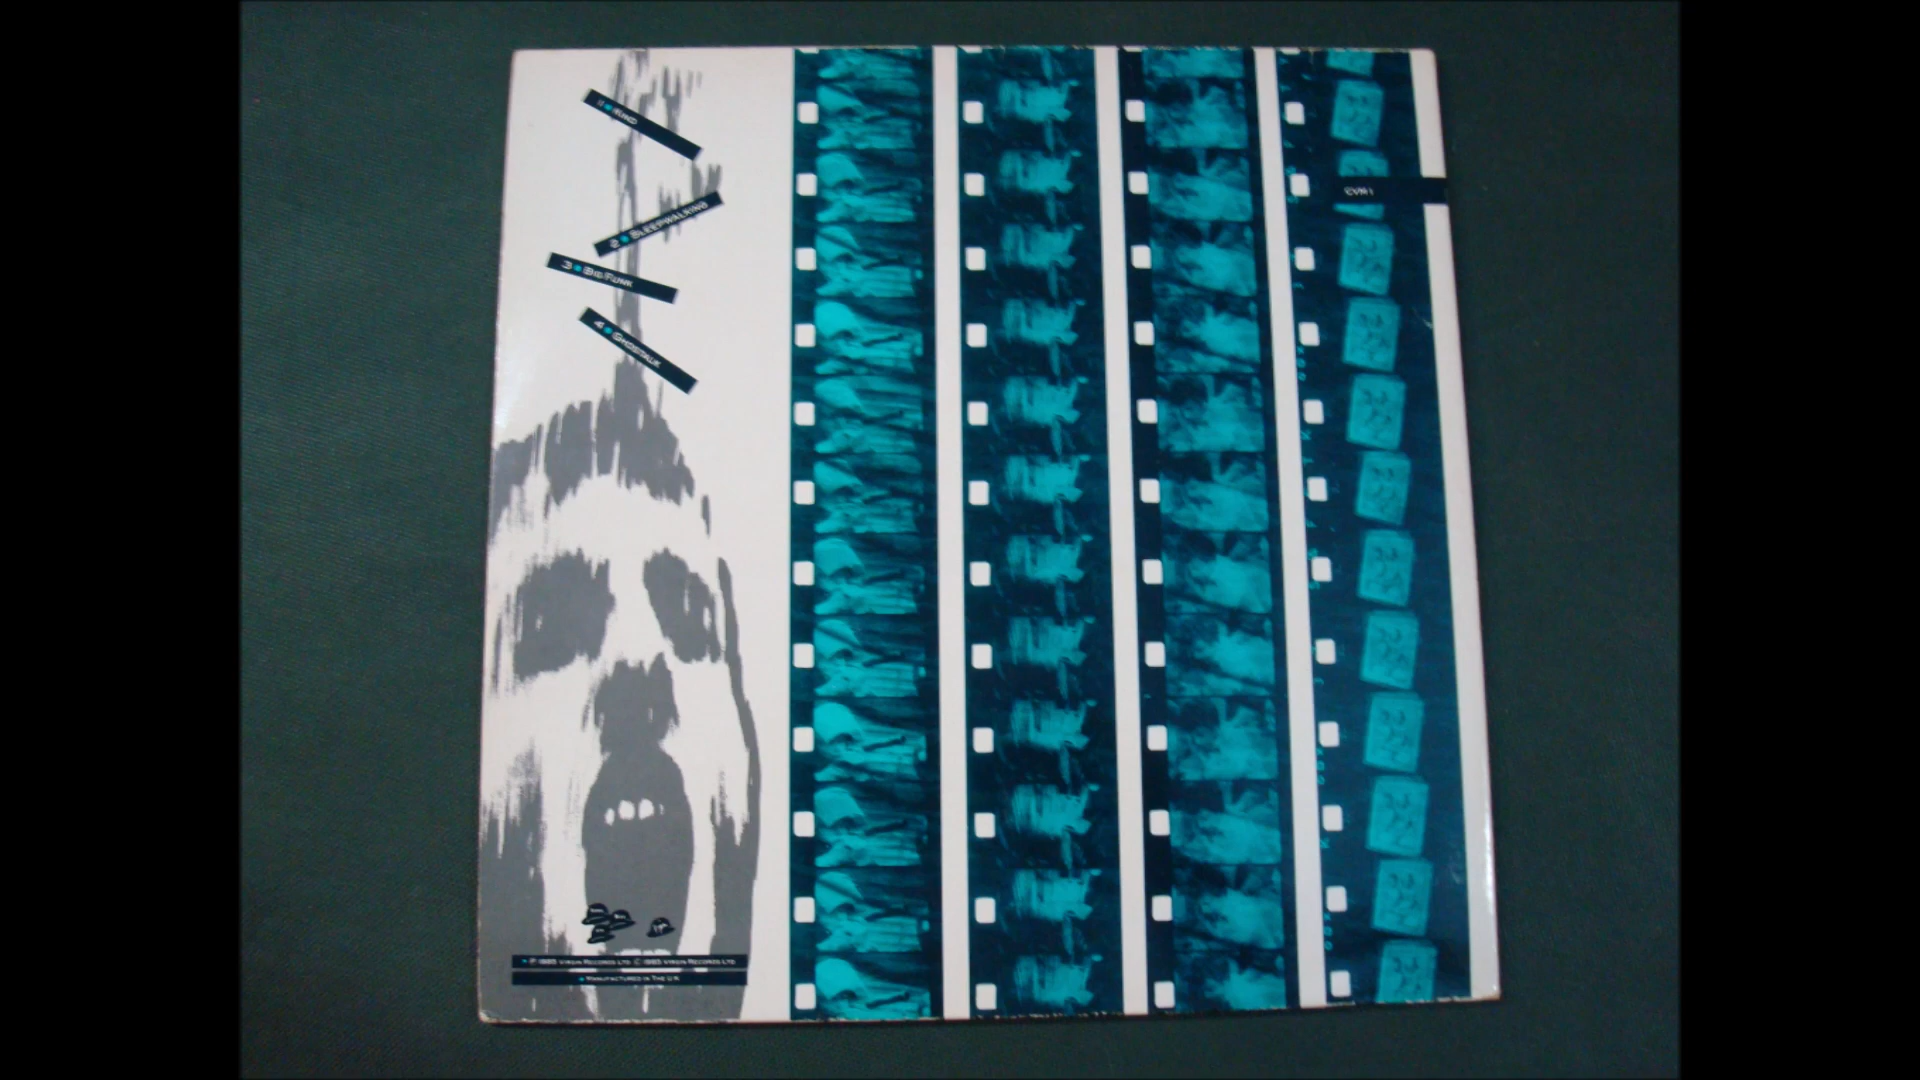 1 • KINO
2 • SLEEPWALKING
3 • BIG FUNK
4 • GHOSTALK
CVM 1
• P 1985 VIRGIN RECORDS LTD. © 1985 VIRGIN RECORDS LTD.
• MANUFACTURED IN THE U.K.